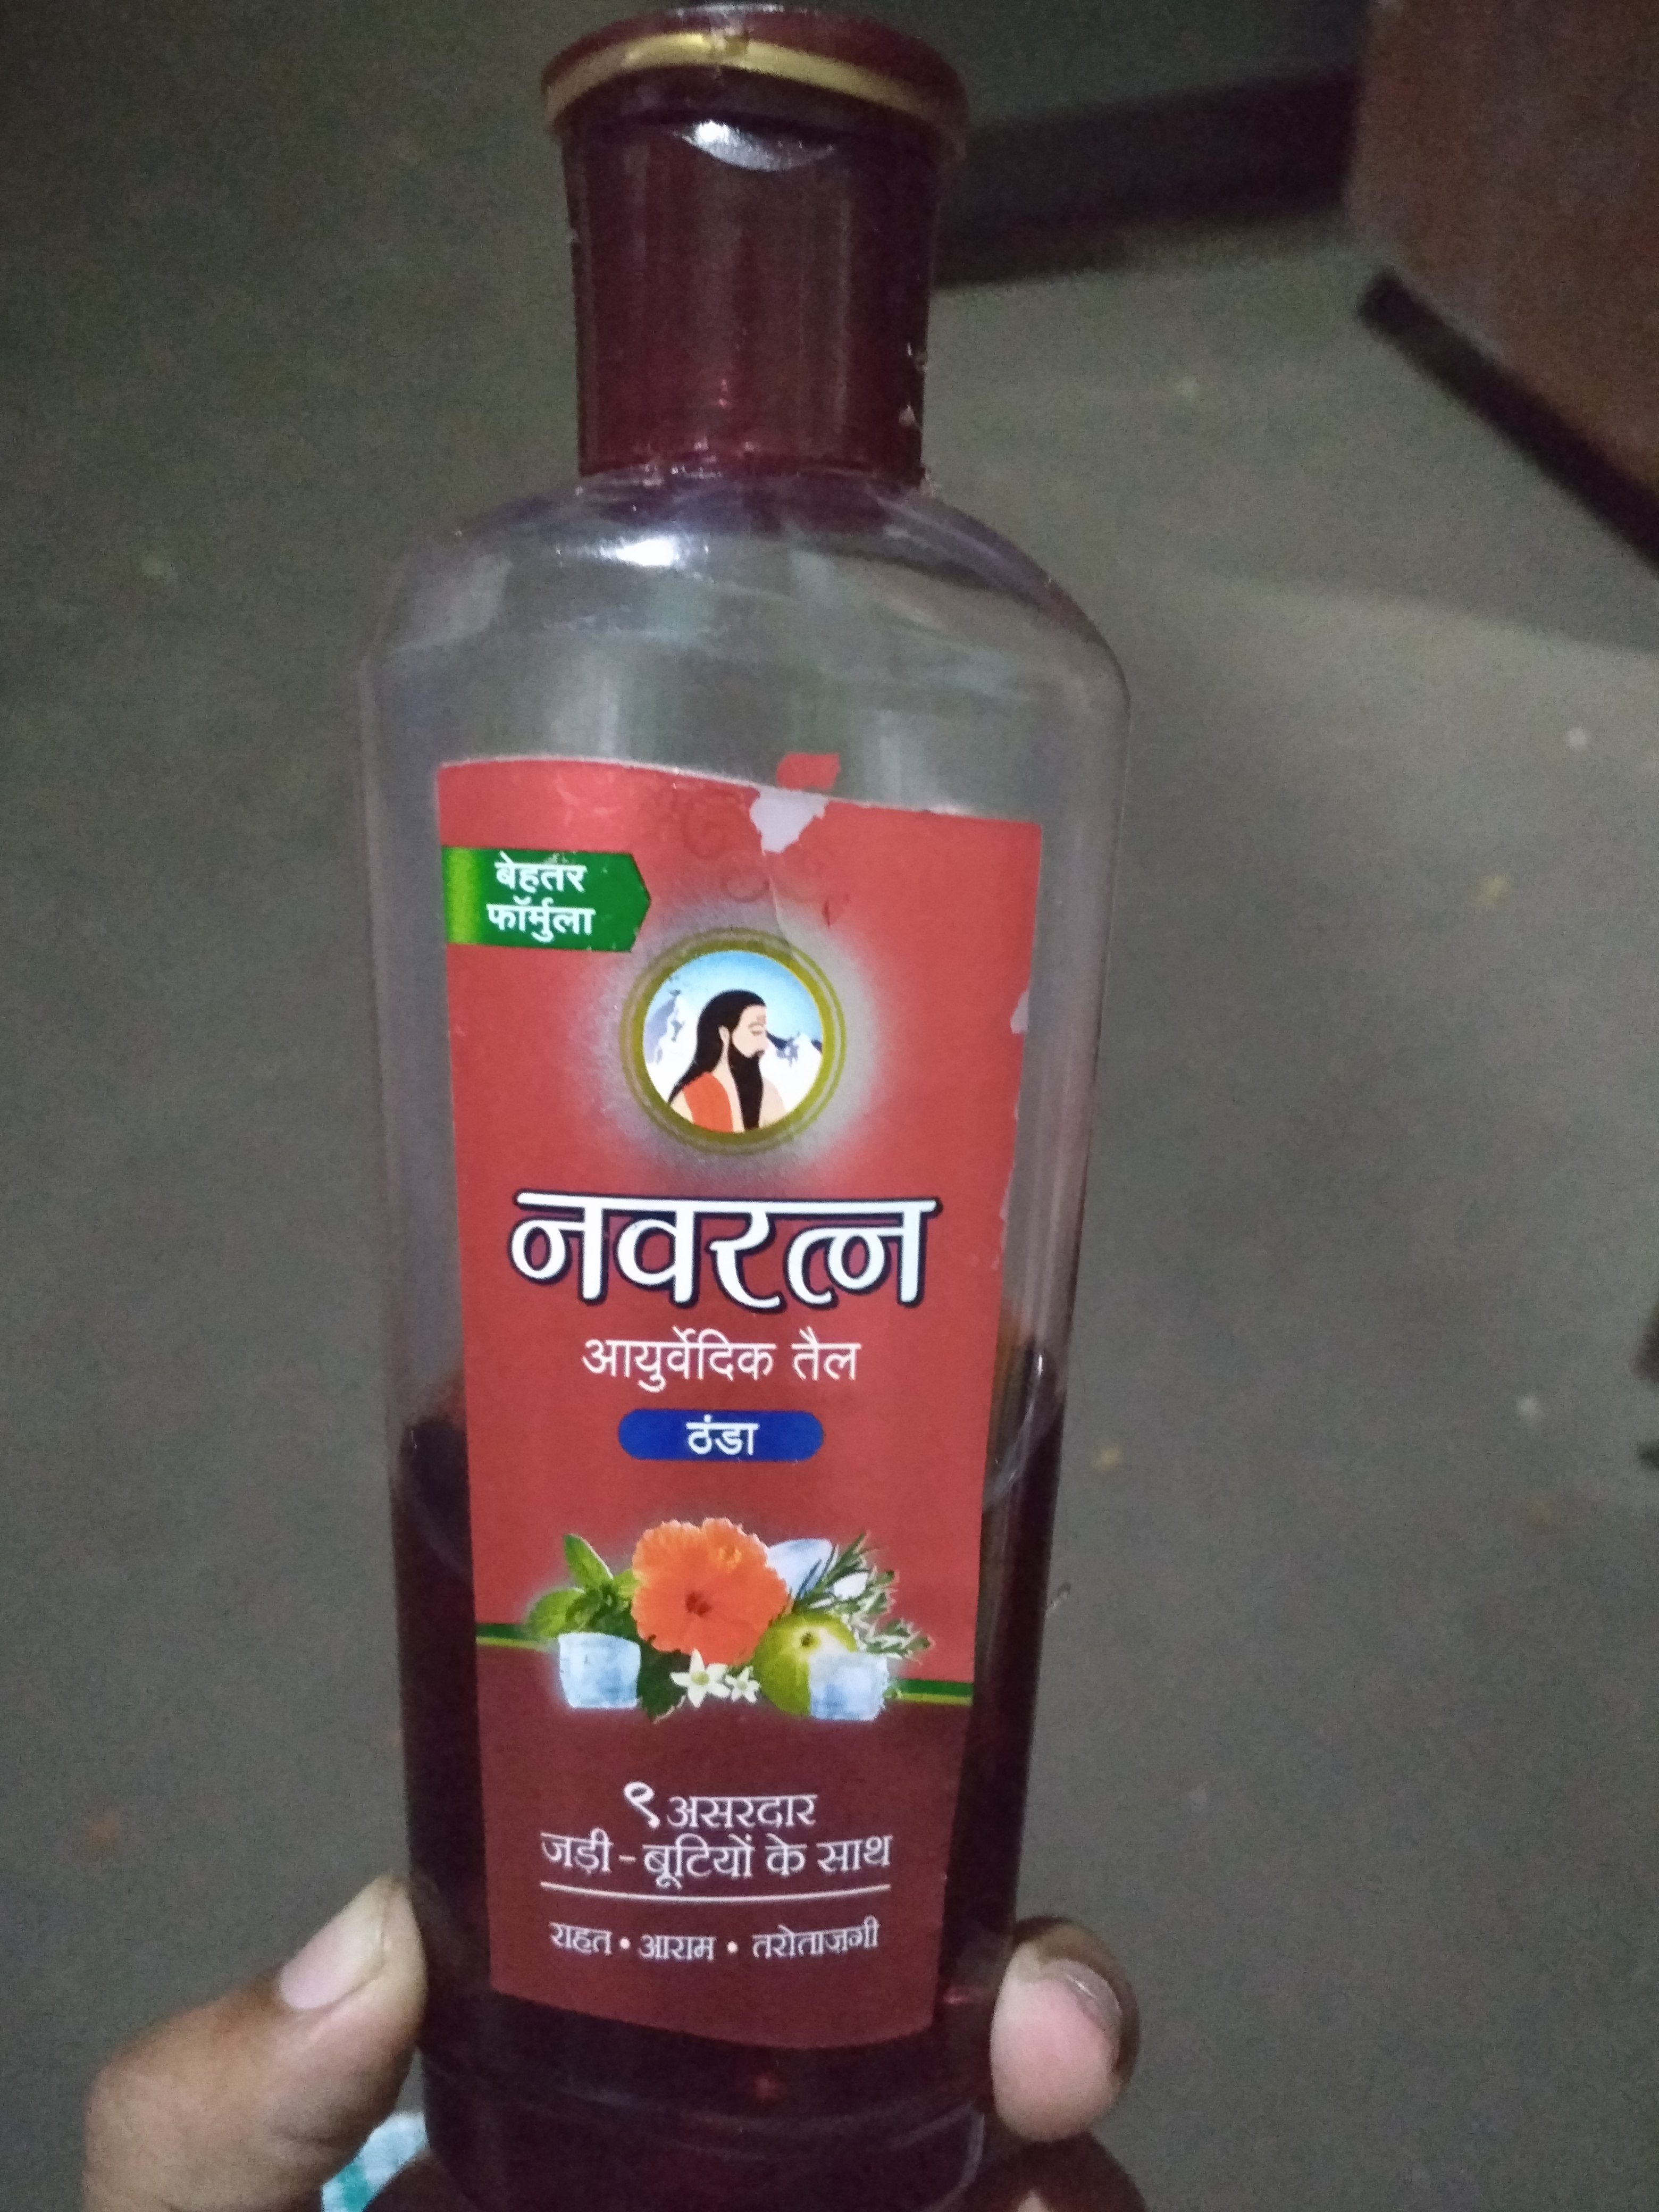 बेहतर
फॉर्मुला
नवरत्न
आयुर्वेदिक तैल
ठंडा
९ असरदार
जड़ी-बूटियों के साथ
राहत • आराम • तरोताज़गी